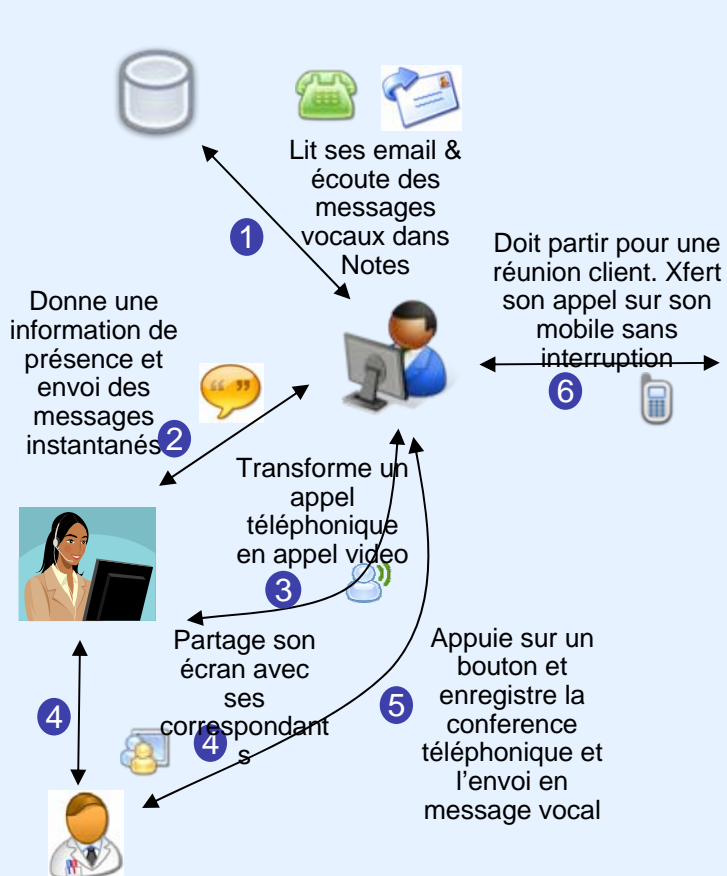 Lit ses email &
écoute des
messages
vocaux dans
Notes
1
Doit partir pour une
réunion client. Xfert
son appel sur son
mobile sans
interruption
6
Donne une
information de
présence et
envoi des
messages
instantanés
2
Transforme un
appel
téléphonique
en appel video
3
Partage son
écran avec
ses
correspondant
s
4
4
Appuie sur un
bouton et
enregistre la
conference
téléphonique et
l'envoi en
message vocal
5